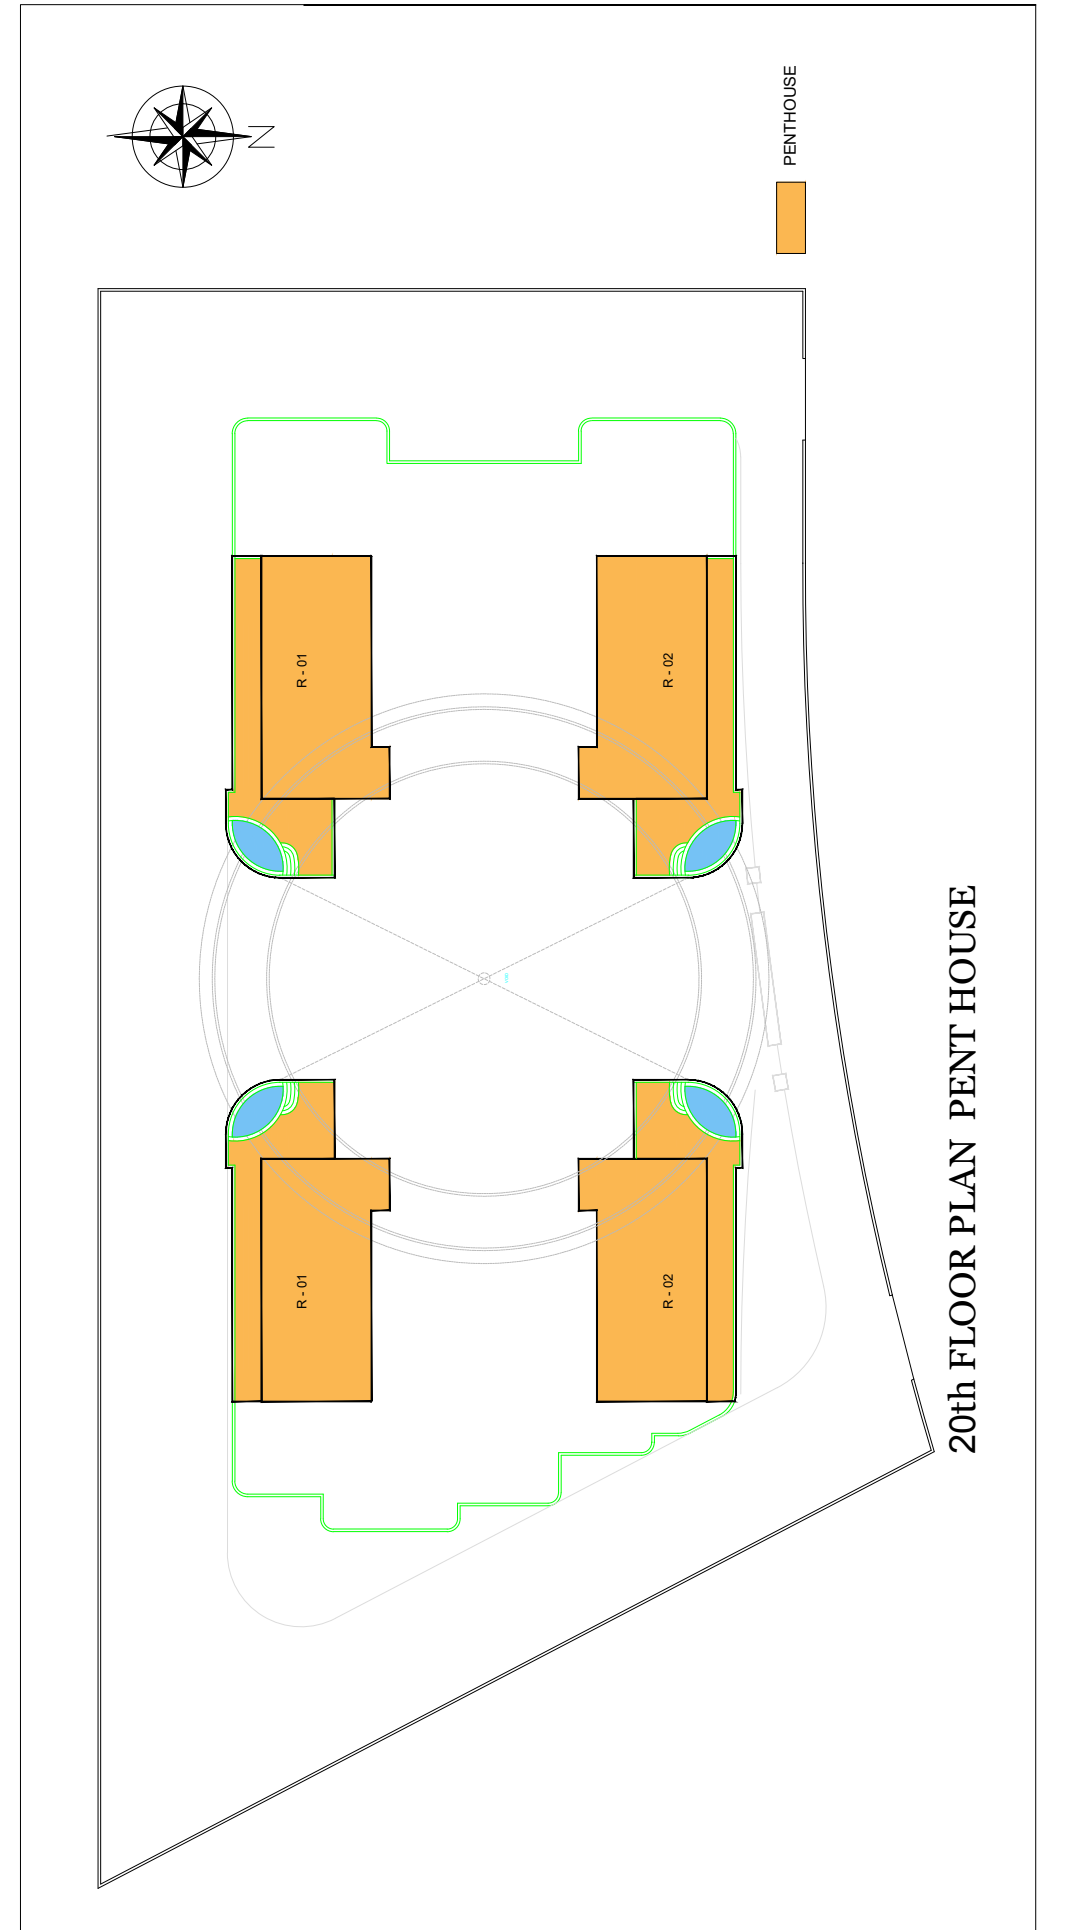 N
PENTHOUSE
R - 01
R - 02
R - 01
R - 02
20th FLOOR PLAN PENT HOUSE